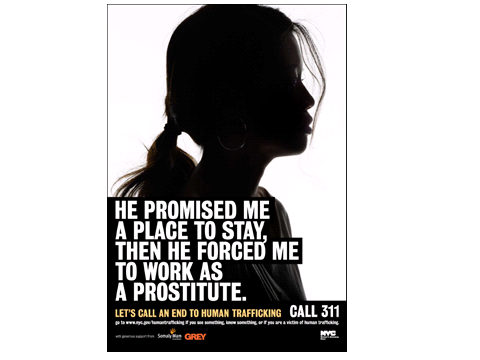 HE PROMISED ME
A PLACE TO STAY,
THEN HE FORCED ME
TO WORK AS
A PROSTITUTE.
LET'S CALL AN END TO HUMAN TRAFFICKING CALL 311
go to www.nyc.gov/humantrafficking if you see something, know something, or if you are a victim of human trafficking.
with generous support from Somaly Mam GREY NYC